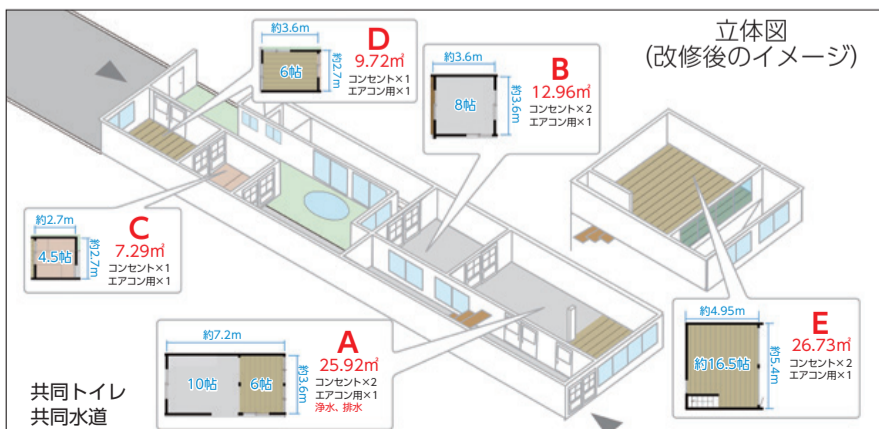 立体図
(改修後のイメージ)
約3.6m
約2.7m
6帖
D
9.72㎡
コンセント×1
エアコン用×1
約3.6m
約3.6m
8帖
B
12.96㎡
コンセント×2
エアコン用×1
約2.7m
約2.7m
4.5帖
C
7.29㎡
コンセント×1
エアコン用×1
約7.2m
約3.6m
10帖
6帖
A
25.92㎡
コンセント×2
エアコン用×1
浄水、排水
約4.95m
約5.4m
約16.5帖
E
26.73㎡
コンセント×2
エアコン用×1
共同トイレ
共同水道